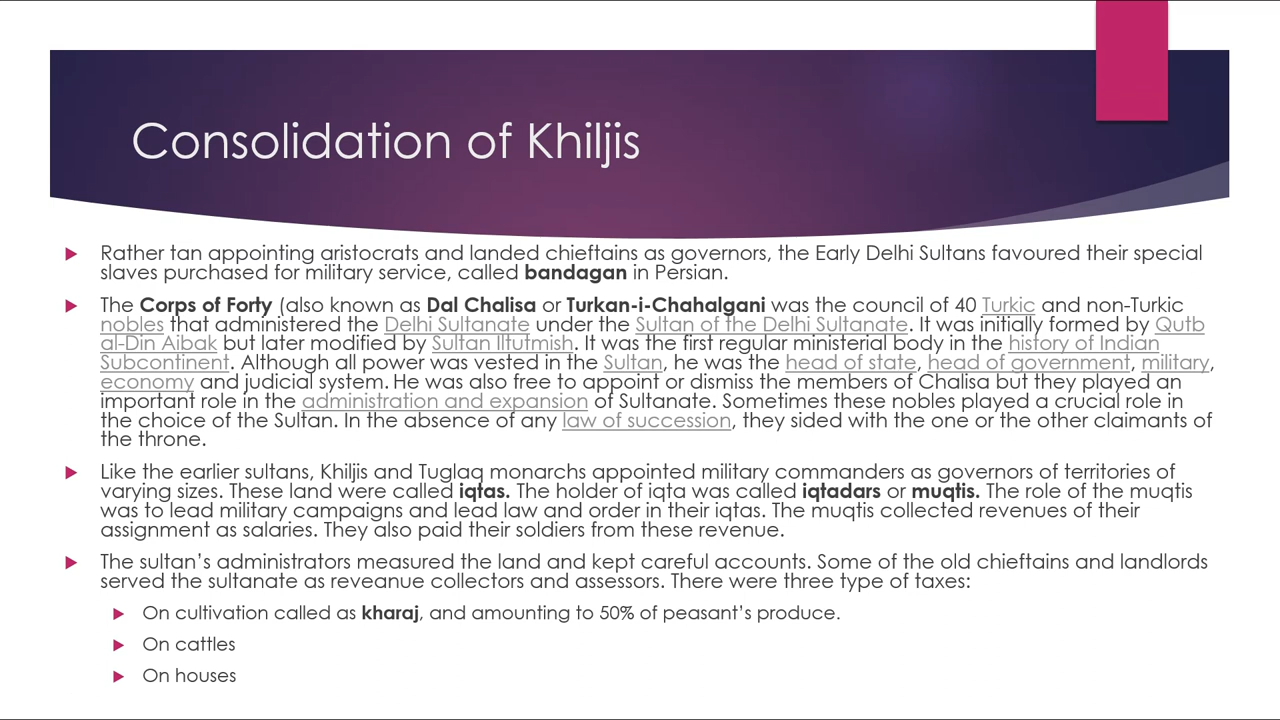 Consolidation of Khiljis
Rather tan appointing aristocrats and landed chieftains as governors, the Early Delhi Sultans favoured their special
slaves purchased for military service, called bandagan in Persian.
The Corps of Forty (also known as Dal Chalisa or Turkan-i-Chahalgani was the council of 40 Turkic and non-Turkic
nobles that administered the Delhi Sultanate under the Sultan of the Delhi Sultanate. It was initially formed by Qutb
al-Din Aibak but later modified by Sultan Iltutmish. It was the first regular ministerial body in the history of Indian
Subcontinent. Although all power was vested in the Sultan, he was the head of state, head of government, military,
economy and judicial system. He was also free to appoint or dismiss the members of Chalisa but they played an
important role in the administration and expansion of Sultanate. Sometimes these nobles played a crucial role in
the choice of the Sultan. In the absence of any law of succession, they sided with the one or the other claimants of
the throne.
Like the earlier sultans, Khiljis and Tuglaq monarchs appointed military commanders as governors of territories of
varying sizes. These land were called iqtas. The holder of iqta was called iqtadars or muqtis. The role of the muqtis
was to lead military campaigns and lead law and order in their iqtas. The muqtis collected revenues of their
assignment as salaries. They also paid their soldiers from these revenue.
The sultan's administrators measured the land and kept careful accounts. Some of the old chieftains and landlords
served the sultanate as reveanue collectors and assessors. There were three type of taxes:
On cultivation called as kharaj, and amounting to 50% of peasant's produce.
On cattles
On houses